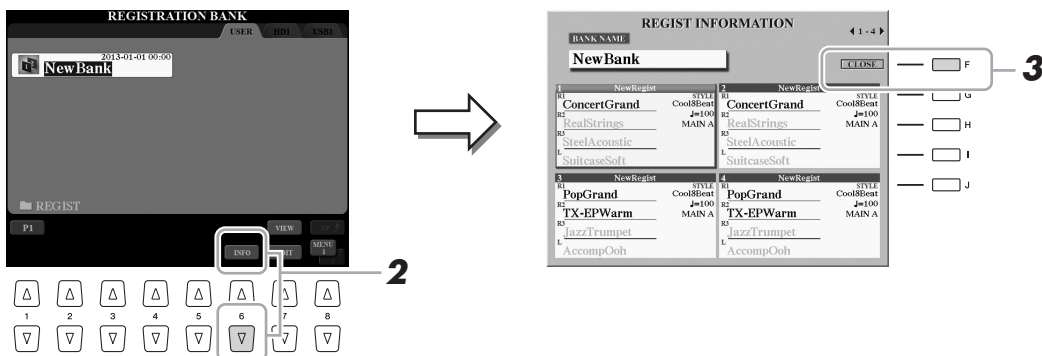 REGISTRATION BANK
USER HD1 USB1
2013-01-01 00:00
NewBank
REGIST
P1 VIEW UP
INFO EDIT MENU 1
2
1 2 3 4 5 6 7 8
REGIST INFORMATION
BANK NAME 1 - 4
NewBank
CLOSE
F
3
G
H
I
J
1 NewRegist
R1 STYLE
ConcertGrand Cool8Beat
R2 ♩=100
RealStrings MAIN A
R3
SteelAcoustic
L
SuitcaseSoft
2 NewRegist
R1 STYLE
ConcertGrand Cool8Beat
R2 ♩=100
RealStrings MAIN A
R3
SteelAcoustic
L
SuitcaseSoft
3 NewRegist
R1 STYLE
PopGrand Cool8Beat
R2 ♩=100
TX-EPWarm MAIN A
R3
JazzTrumpet
L
AccompOoh
4 NewRegist
R1 STYLE
PopGrand Cool8Beat
R2 ♩=100
TX-EPWarm MAIN A
R3
JazzTrumpet
L
AccompOoh